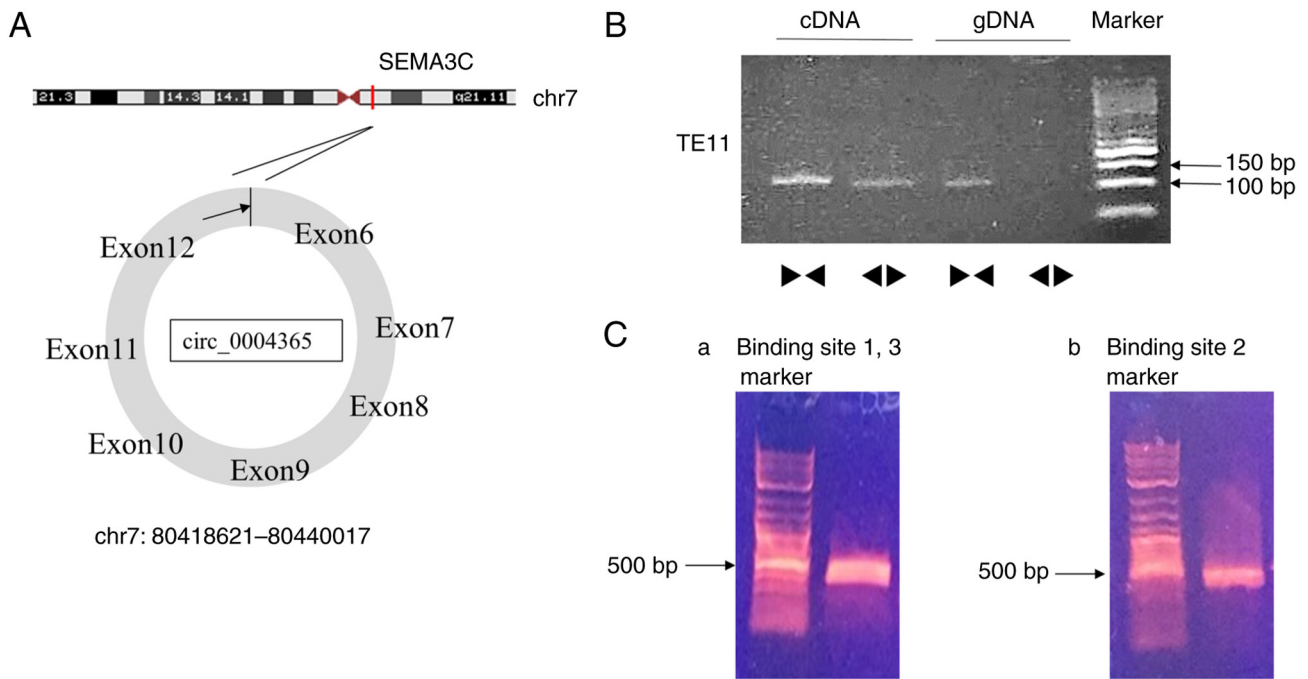 A
SEMA3C
21.3 14.3 14.1 q21.11 chr7
Exon6
Exon12
Exon7
Exon11
circ_0004365
Exon8
Exon10
Exon9
chr7: 80418621–80440017
B
cDNA gDNA Marker
TE11
150 bp
100 bp
C
a Binding site 1, 3
marker
500 bp
b Binding site 2
marker
500 bp